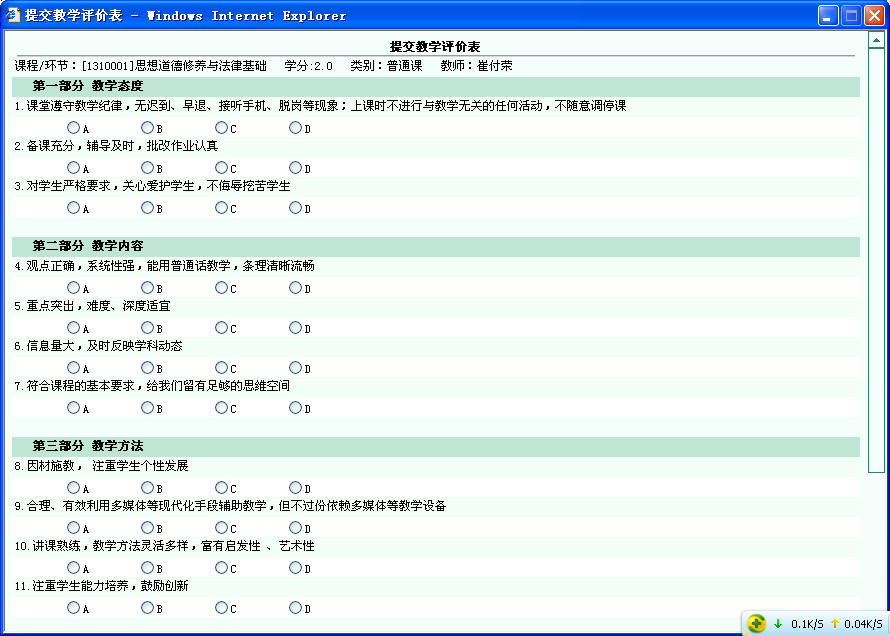 提交教学评价表 - Windows Internet Explorer
提交教学评价表
课程/环节：[1310001]思想道德修养与法律基础 学分:2.0 类别：普通课 教师：崔付荣
第一部分 教学态度
1.课堂遵守教学纪律，无迟到、早退、接听手机、脱岗等现象；上课时不进行与教学无关的任何活动，不随意调停课
A B C D
2.备课充分，辅导及时，批改作业认真
A B C D
3.对学生严格要求，关心爱护学生，不侮辱挖苦学生
A B C D
第二部分 教学内容
4.观点正确，系统性强，能用普通话教学，条理清晰流畅
A B C D
5.重点突出，难度、深度适宜
A B C D
6.信息量大，及时反映学科动态
A B C D
7.符合课程的基本要求，给我们留有足够的思维空间
A B C D
第三部分 教学方法
8.因材施教， 注重学生个性发展
A B C D
9.合理、有效利用多媒体等现代化手段辅助教学，但不过份依赖多媒体等教学设备
A B C D
10.讲课熟练，教学方法灵活多样，富有启发性 、艺术性
A B C D
11.注重学生能力培养，鼓励创新
A B C D
0.1K/S 0.04K/S